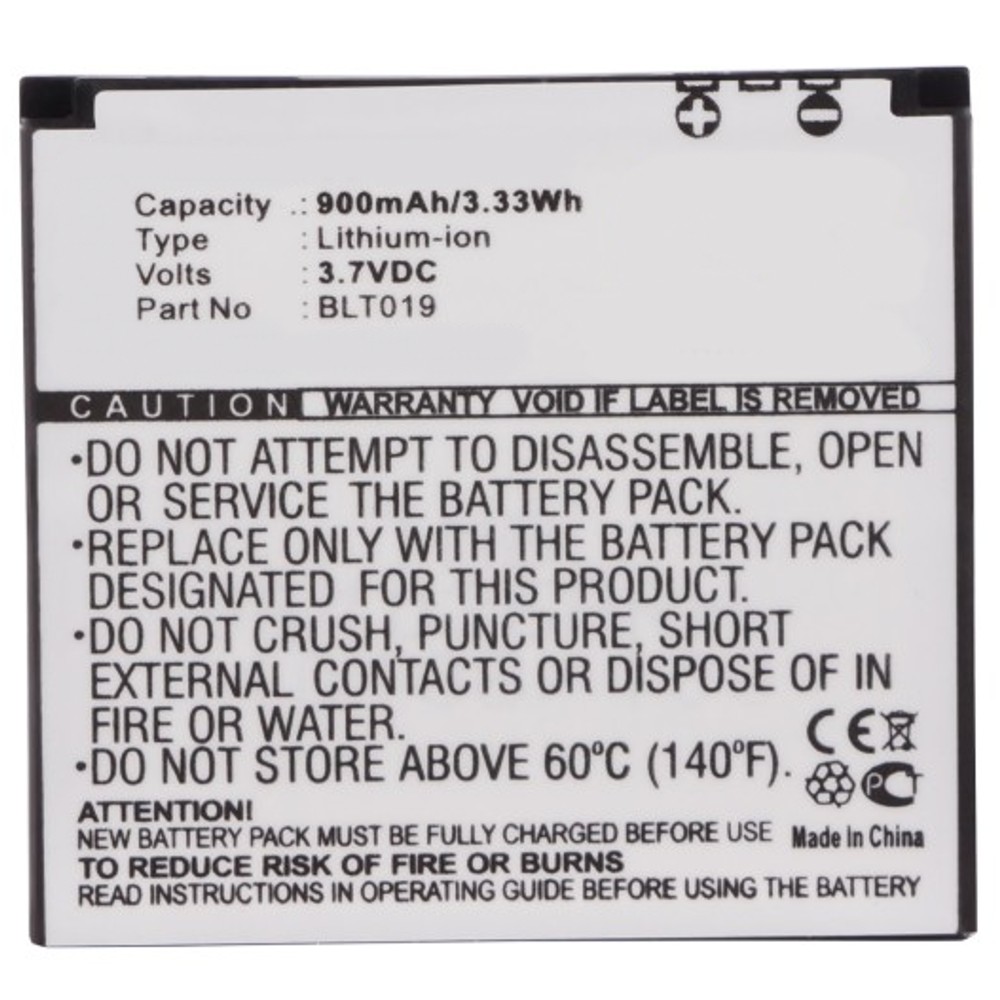 Capacity .: 900mAh/3.33Wh
Type : Lithium-ion
Volts : 3.7VDC
Part No : BLT019
CAUTION WARRANTY VOID IF LABEL IS REMOVED
•DO NOT ATTEMPT TO DISASSEMBLE, OPEN
OR SERVICE THE BATTERY PACK.
•REPLACE ONLY WITH THE BATTERY PACK
DESIGNATED FOR THIS PRODUCT.
•DO NOT CRUSH, PUNCTURE, SHORT
EXTERNAL CONTACTS OR DISPOSE OF IN
FIRE OR WATER.
•DO NOT STORE ABOVE 60°C (140°F).
CE
PCT
ATTENTION!
NEW BATTERY PACK MUST BE FULLY CHARGED BEFORE USE
Made In China
TO REDUCE RISK OF FIRE OR BURNS
READ INSTRUCTIONS IN OPERATING GUIDE BEFORE USING THE BATTERY